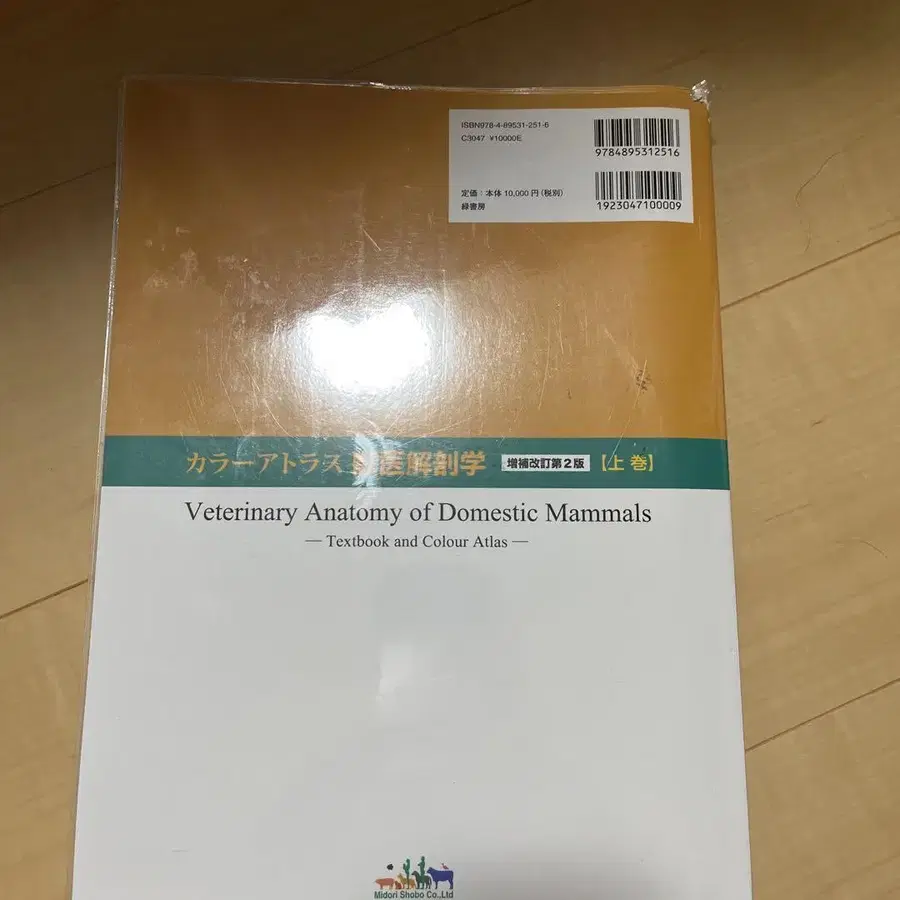 ISBN978-4-89531-251-6
C3047 ¥10000E
9784895312516
定価：本体 10,000 円（税別）
緑書房
1923047100009
カラーアトラス 獣医解剖学 増補改訂第2版 【上 巻】
Veterinary Anatomy of Domestic Mammals
— Textbook and Colour Atlas —
Midori Shobo Co.,Ltd